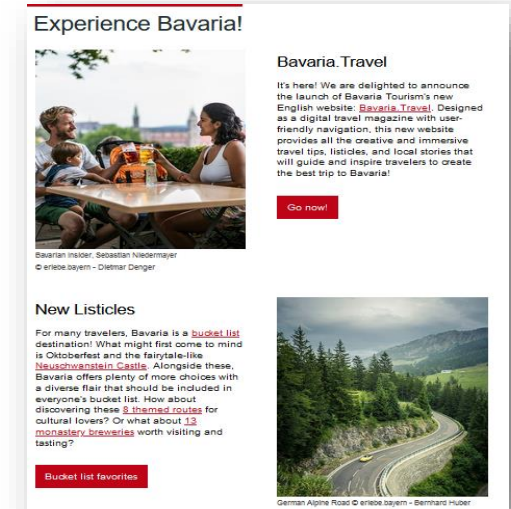 Experience Bavaria!
Bavaria.Travel
It's here! We are delighted to announce
the launch of Bavaria Tourism's new
English website: Bavaria.Travel. Designed
as a digital travel magazine with user-
friendly navigation, this new website
provides all the creative and immersive
travel tips, listicles, and local stories that
will guide and inspire travelers to create
the best trip to Bavaria!
Go now!
Bavarian Insider, Sebastian Niedermayer
© erlebe.bayern - Dietmar Denger
New Listicles
For many travelers, Bavaria is a bucket list
destination! What might first come to mind
is Oktoberfest and the fairytale-like
Neuschwanstein Castle. Alongside these,
Bavaria offers plenty of more choices with
a diverse flair that should be included in
everyone's bucket list. How about
discovering these 8 themed routes for
cultural lovers? Or what about 13
monastery breweries worth visiting and
tasting?
Bucket list favorites
German Alpine Road © erlebe.bayern - Bernhard Huber